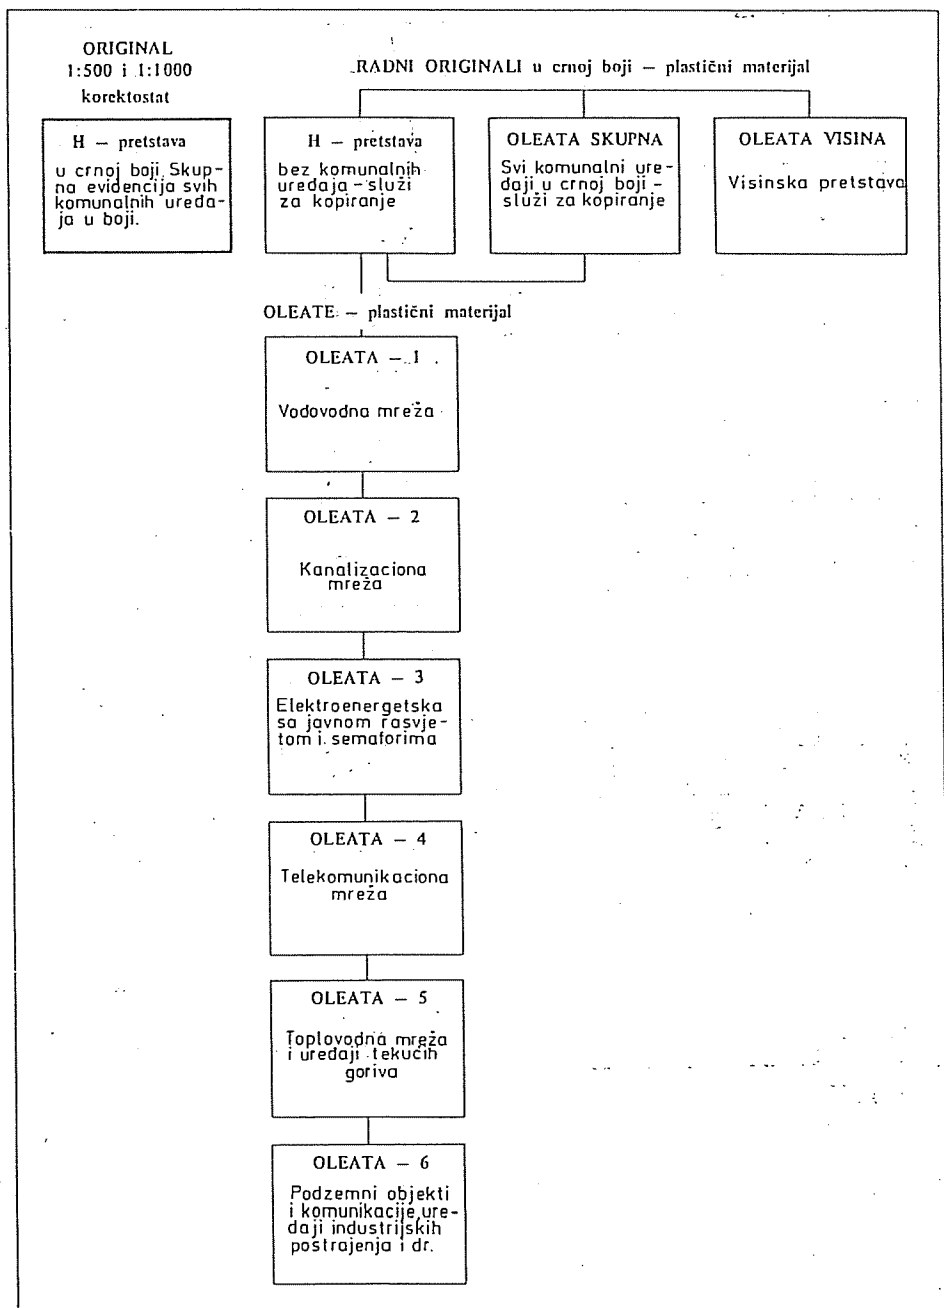 ORIGINAL
1:500 i 1:1000
korektostat
H – pretstava
u crnoj boji. Skup-
na evidencija svih
komunalnih uređa-
ja u boji.
RADNI ORIGINALI u crnoj boji – plastični materijal
H – pretstava
bez komunalnih
uređaja – služi
za kopiranje
OLEATA SKUPNA
Svi komunalni ure-
đaji u crnoj boji –
služi za kopiranje
OLEATA VISINA
Visinska pretstava
OLEATE – plastični materijal
OLEATA – 1
Vodovodna mreža
OLEATA – 2
Kanalizaciona
mreža
OLEATA – 3
Elektroenergetska
sa javnom rasvje-
tom i semaforima
OLEATA – 4
Telekomunikaciona
mreža
OLEATA – 5
Toplovodna mreža
i uređaji tekućih
goriva
OLEATA – 6
Podzemni objekti
i komunikacije, ure-
đaji industrijskih
postrajenja i dr.